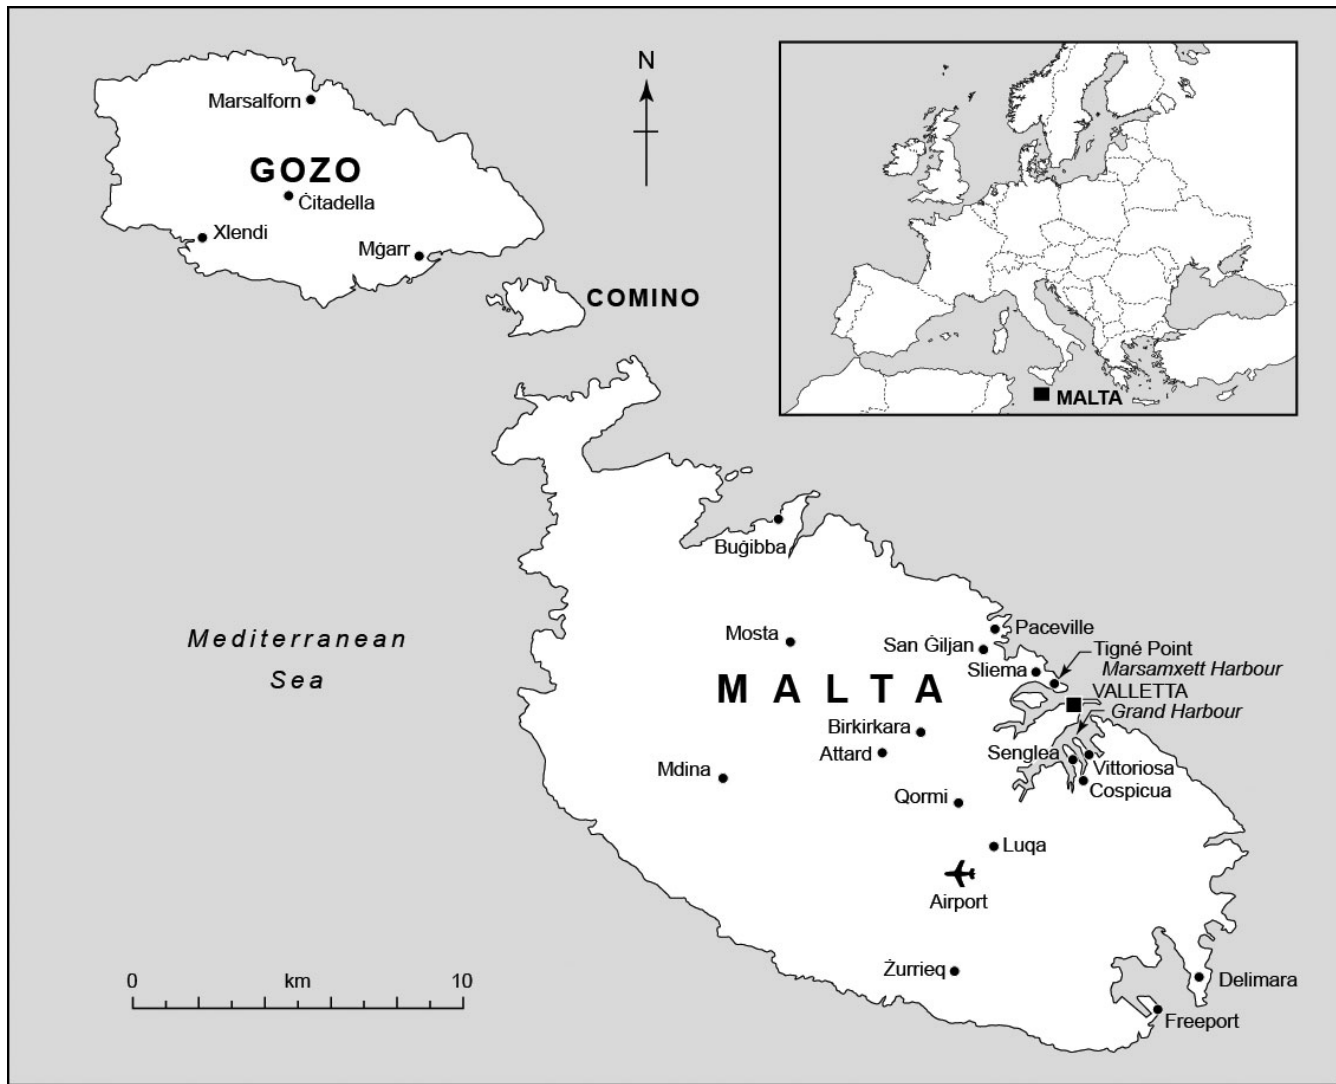 Marsalforn
GOZO
Ċitadella
Xlendi
Mġarr
COMINO
N
MALTA
Buġibba
Mosta
San Ġiljan
Paceville
Sliema
Tigné Point
Marsamxett Harbour
VALLETTA
Grand Harbour
MALTA
Birkirkara
Attard
Mdina
Senglea
Vittoriosa
Cospicua
Qormi
Luqa
Airport
Żurrieq
Delimara
Freeport
Mediterranean
Sea
0 km 10